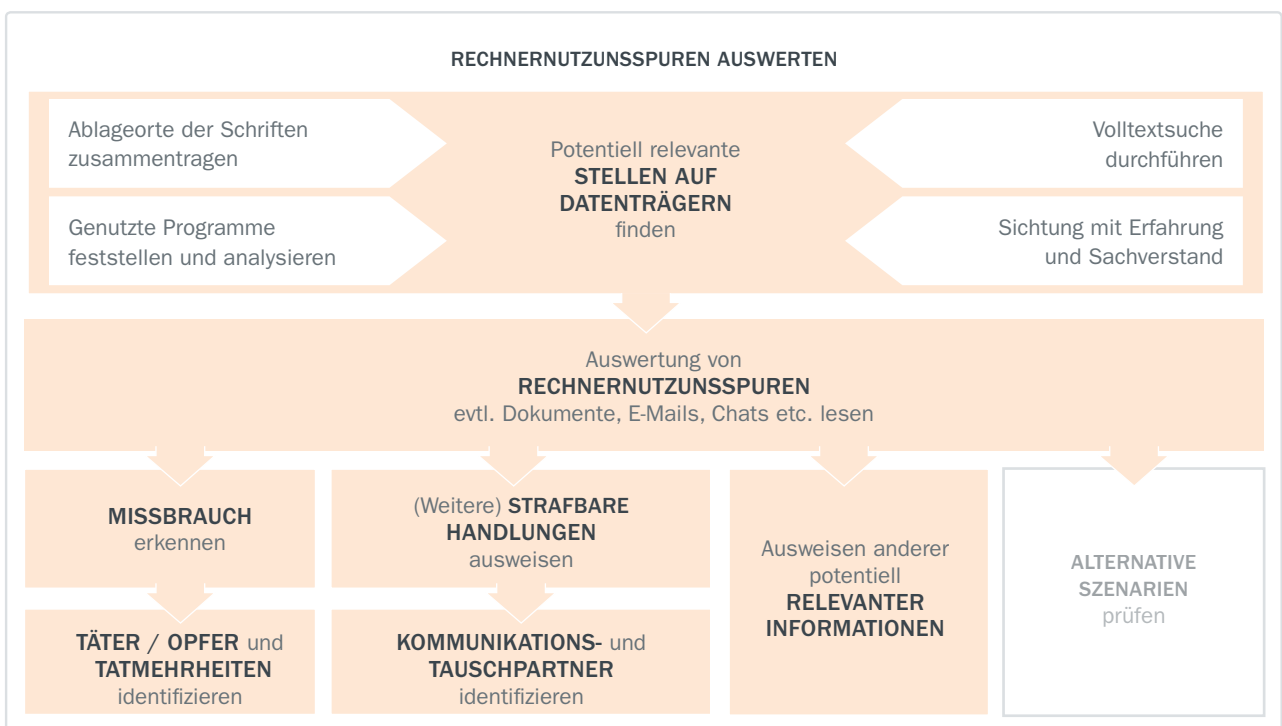 RECHNERNUTZUNSSPUREN AUSWERTEN
Ablageorte der Schriften
zusammentragen
Genutzte Programme
feststellen und analysieren
Potentiell relevante
STELLEN AUF
DATENTRÄGERN
finden
Volltextsuche
durchführen
Sichtung mit Erfahrung
und Sachverstand
Auswertung von
RECHNERNUTZUNSSPUREN
evtl. Dokumente, E-Mails, Chats etc. lesen
MISSBRAUCH
erkennen
TÄTER / OPFER und
TATMEHRHEITEN
identifizieren
(Weitere) STRAFBARE
HANDLUNGEN
ausweisen
KOMMUNIKATIONS- und
TAUSCHPARTNER
identifizieren
Ausweisen anderer
potentiell
RELEVANTER
INFORMATIONEN
ALTERNATIVE
SZENARIEN
prüfen